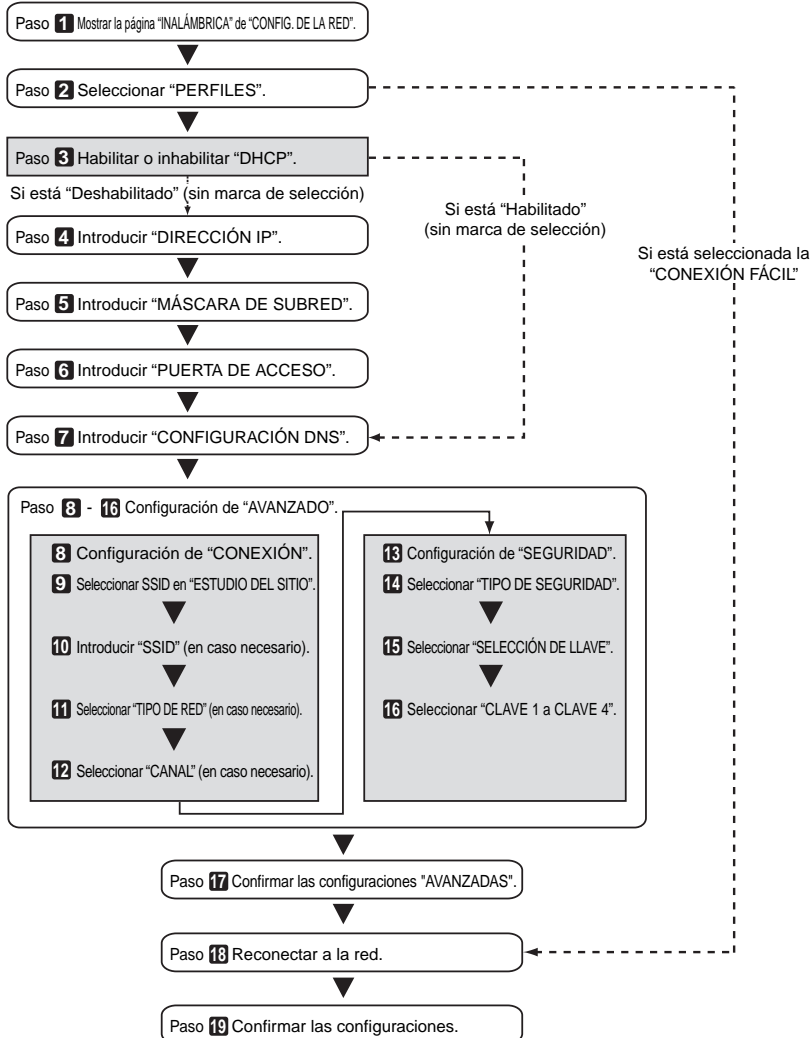 Paso 1 Mostrar la página “INALÁMBRICA” de “CONFIG. DE LA RED”.
Paso 2 Seleccionar “PERFILES”.
Paso 3 Habilitar o inhabilitar “DHCP”.
Si está “Deshabilitado” (sin marca de selección)
Si está “Habilitado”
(sin marca de selección)
Si está seleccionada la
“CONEXIÓN FÁCIL”
Paso 4 Introducir “DIRECCIÓN IP”.
Paso 5 Introducir “MÁSCARA DE SUBRED”.
Paso 6 Introducir “PUERTA DE ACCESO”.
Paso 7 Introducir “CONFIGURACIÓN DNS”.
Paso 8 - 16 Configuración de “AVANZADO”.
8 Configuración de “CONEXIÓN”.
9 Seleccionar SSID en “ESTUDIO DEL SITIO”.
10 Introducir “SSID” (en caso necesario).
11 Seleccionar “TIPO DE RED” (en caso necesario).
12 Seleccionar “CANAL” (en caso necesario).
13 Configuración de “SEGURIDAD”.
14 Seleccionar “TIPO DE SEGURIDAD”.
15 Seleccionar “SELECCIÓN DE LLAVE”.
16 Seleccionar “CLAVE 1 a CLAVE 4”.
Paso 17 Confirmar las configuraciones "AVANZADAS".
Paso 18 Reconectar a la red.
Paso 19 Confirmar las configuraciones.